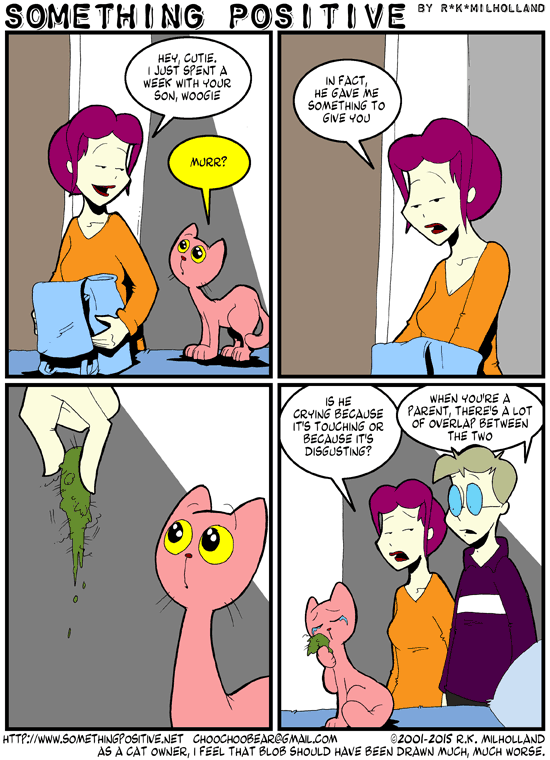 SOMETHING POSITIVE BY R*K*MILHOLLAND
HEY, CUTIE.
I JUST SPENT A
WEEK WITH YOUR
SON, WOOGIE
MURR?
IN FACT,
HE GAVE ME
SOMETHING TO
GIVE YOU
IS HE
CRYING BECAUSE
IT'S TOUCHING OR
BECAUSE IT'S
DISGUSTING?
WHEN YOU'RE A
PARENT, THERE'S A LOT
OF OVERLAP BETWEEN
THE TWO
HTTP://WWW.SOMETHINGPOSITIVE.NET CHOOCHOOBEAR@GMAIL.COM ©2001-2015 R.K. MILHOLLAND
AS A CAT OWNER, I FEEL THAT BLOB SHOULD HAVE BEEN DRAWN MUCH, MUCH WORSE.